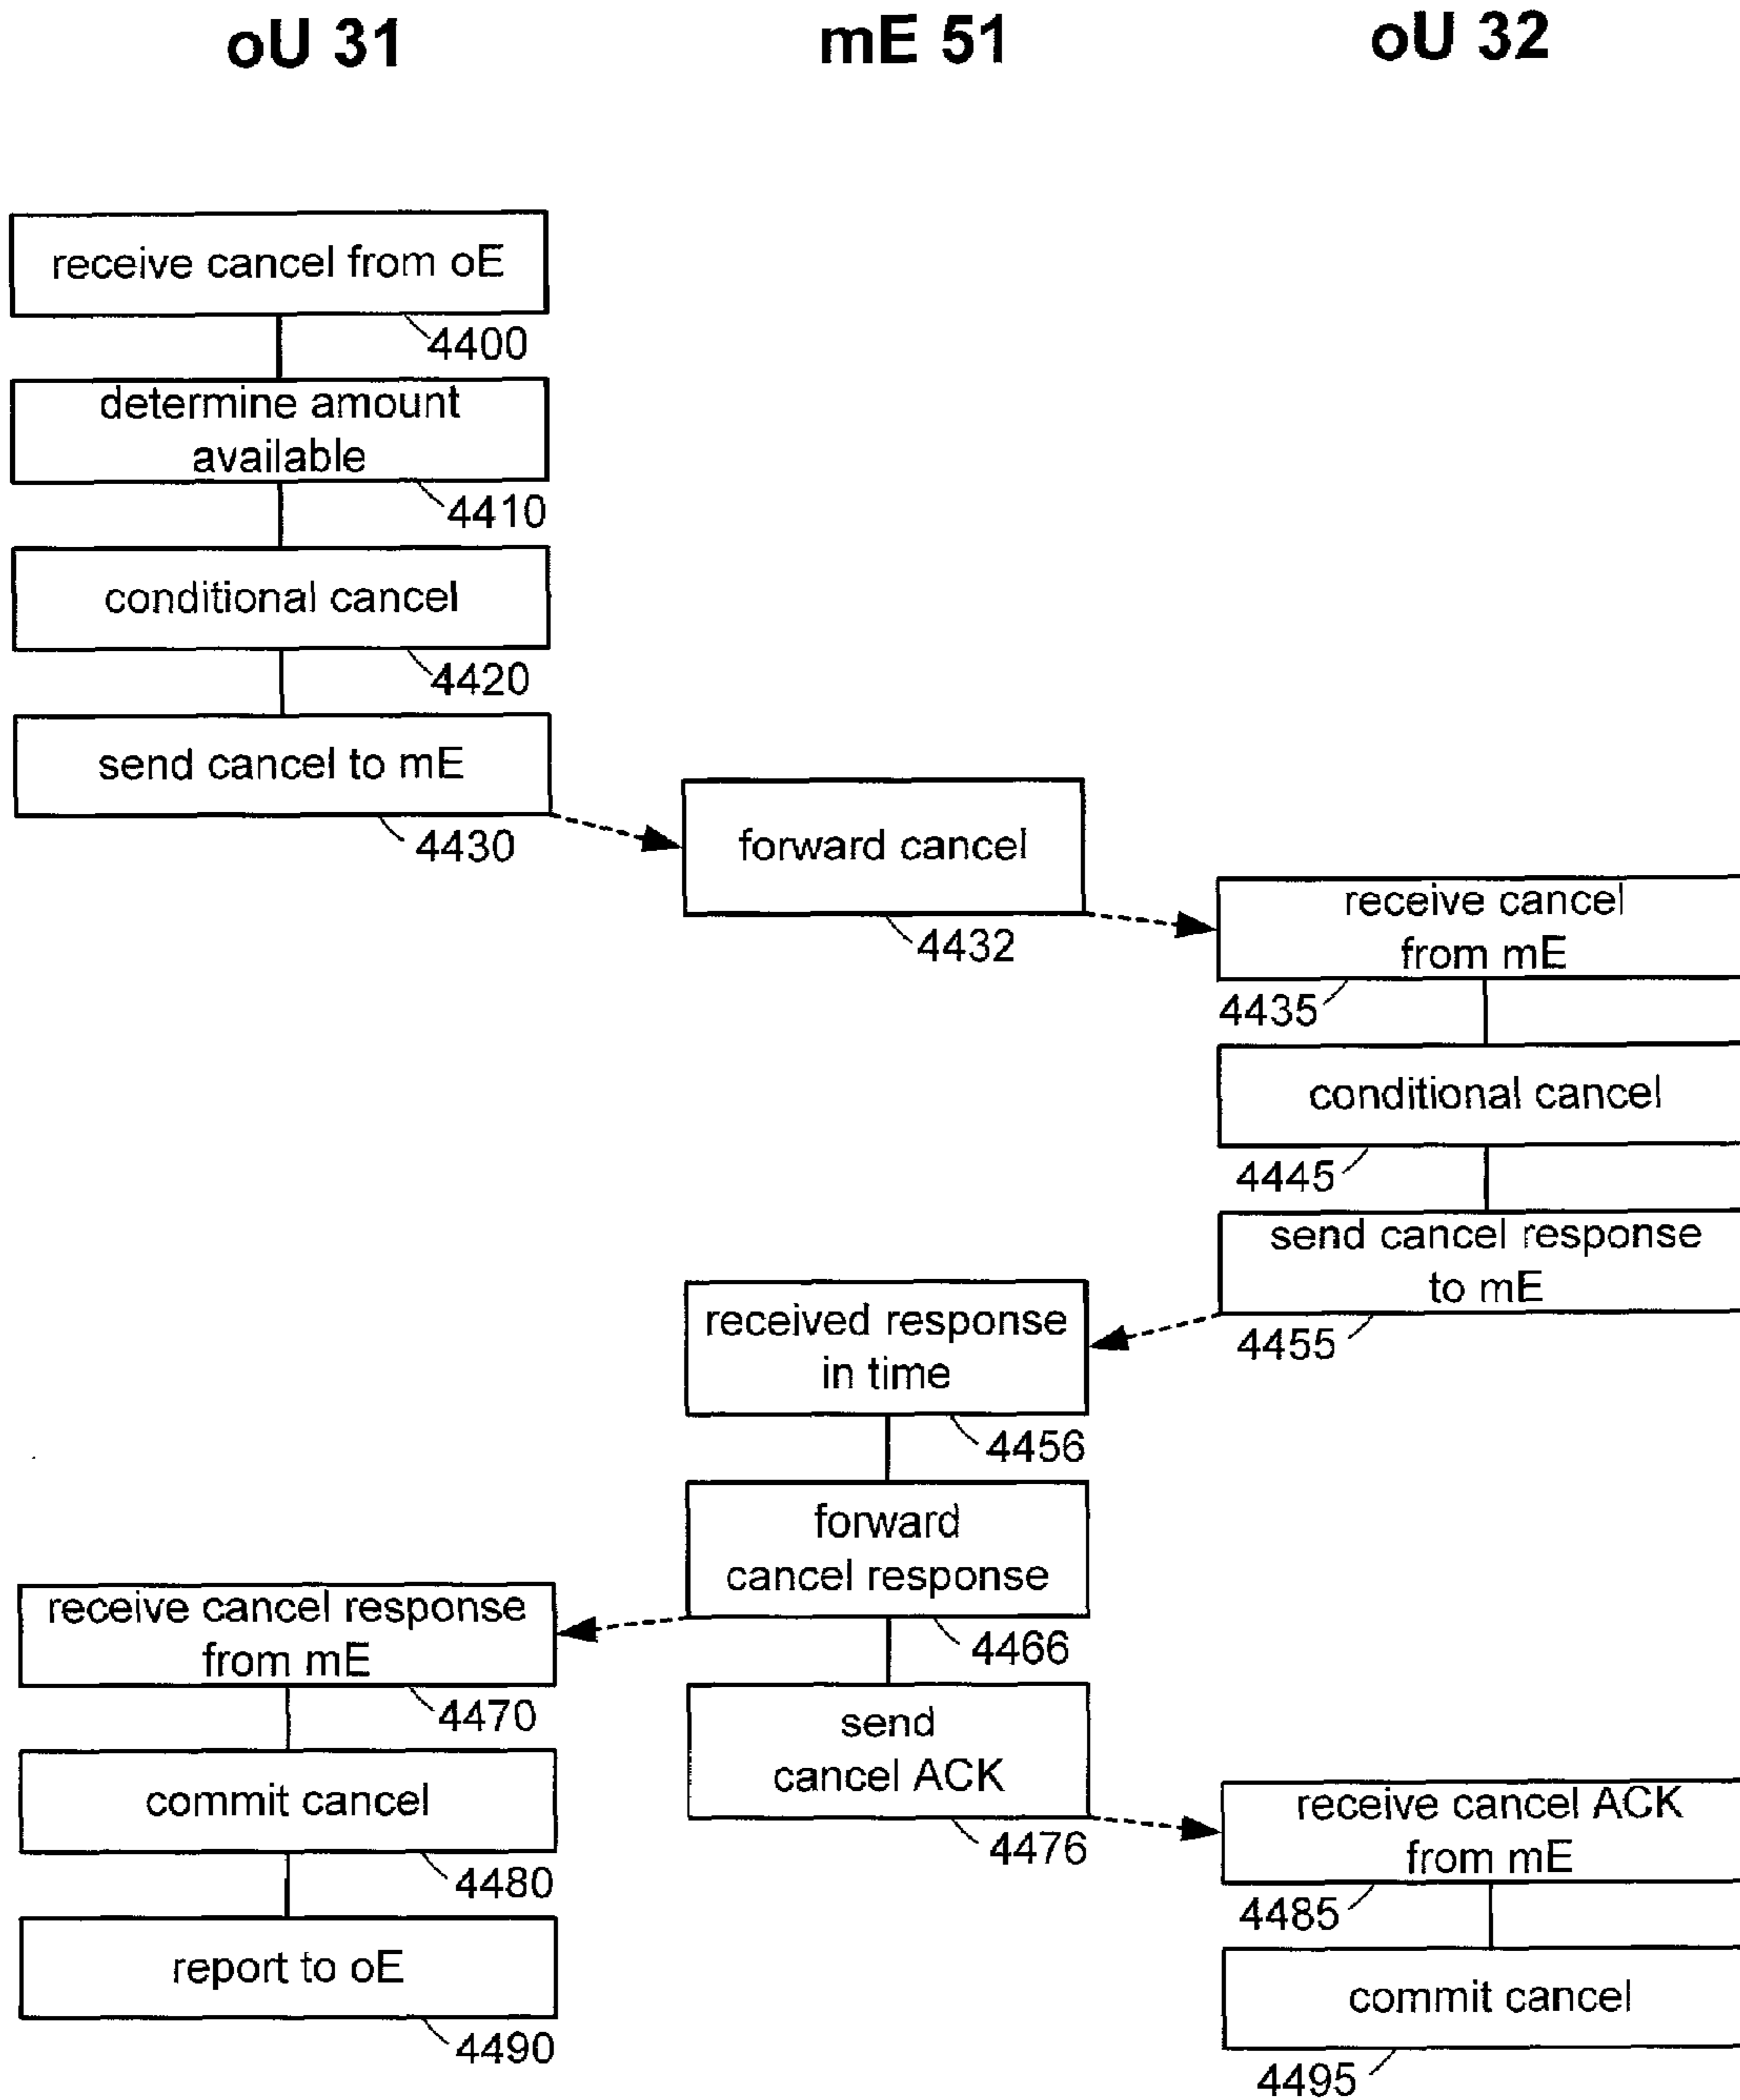 oU 31
mE 51
oU 32
receive cancel from oE
4400
determine amount
available
4410
conditional cancel
4420
send cancel to mE
4430
forward cancel
4432
receive cancel
from mE
4435
conditional cancel
4445
send cancel response
to mE
4455
received response
in time
4456
forward
cancel response
4466
receive cancel response
from mE
4470
send
cancel ACK
4476
commit cancel
4480
receive cancel ACK
from mE
4485
report to oE
4490
commit cancel
4495